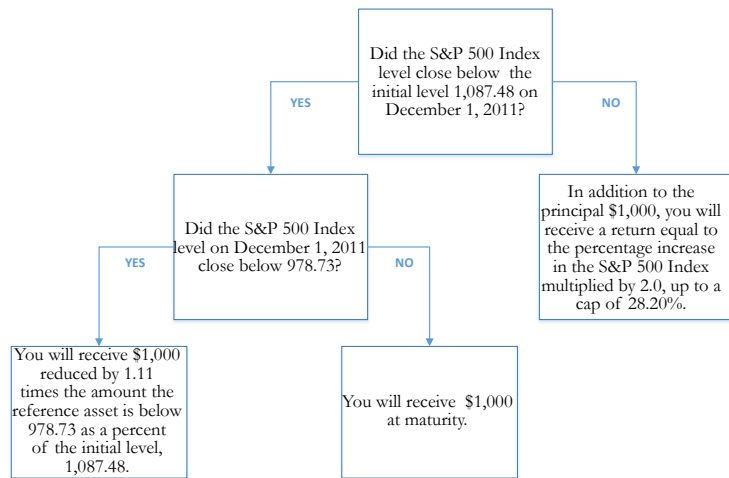 Did the S&P 500 Index
level close below the
initial level 1,087.48 on
December 1, 2011?
YES
NO
Did the S&P 500 Index
level on December 1, 2011
close below 978.73?
In addition to the
principal $1,000, you will
receive a return equal to
the percentage increase
in the S&P 500 Index
multiplied by 2.0, up to a
cap of 28.20%.
YES
NO
You will receive $1,000
reduced by 1.11
times the amount the
reference asset is below
978.73 as a percent
of the initial level,
1,087.48.
You will receive $1,000
at maturity.